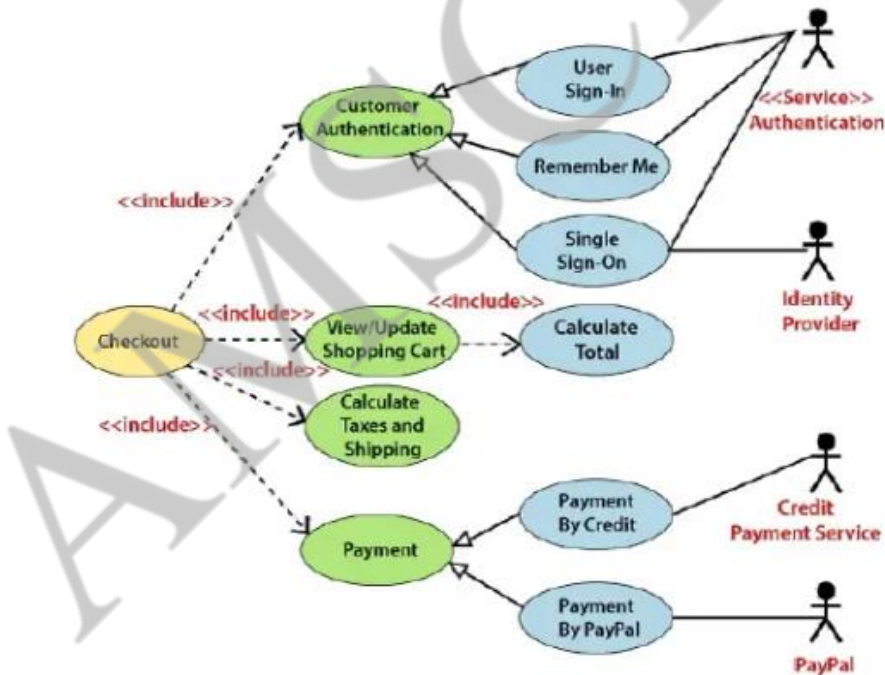 User
Sign-In
<<Service>>
Authentication
Customer
Authentication
Remember Me
<<include>>
Single
Sign-On
Identity
Provider
<<include>>
<<include>>
Checkout
View/Update
Shopping Cart
Calculate
Total
<<include>>
Calculate
Taxes and
Shipping
<<include>>
Payment
By Credit
Credit
Payment Service
Payment
Payment
By PayPal
PayPal